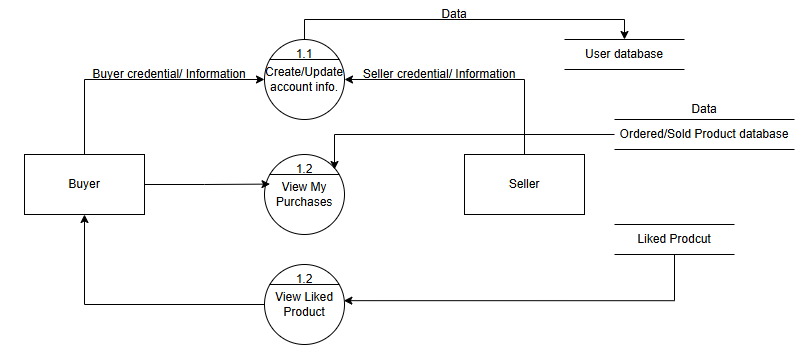 Data
1.1
Create/Update
account info.
User database
Buyer credential/ Information
Seller credential/ Information
Data
Ordered/Sold Product database
1.2
View My
Purchases
Buyer
Seller
Liked Prodcut
1.2
View Liked
Product